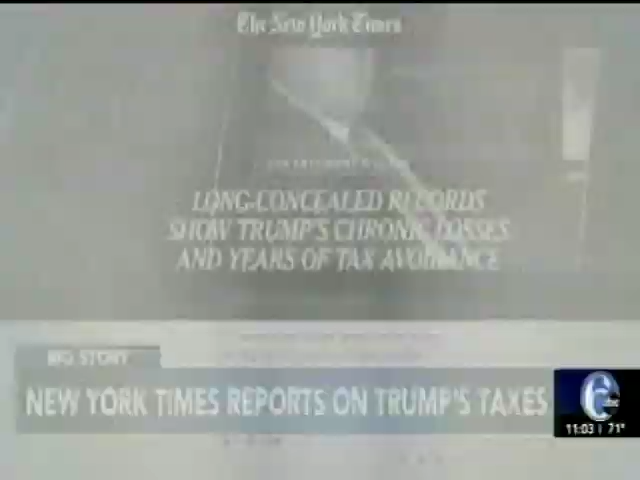 The New York Times
LONG-CONCEALED RECORDS
SHOW TRUMP'S CHRONIC LOSSES
AND YEARS OF TAX AVOIDANCE
BIG STORY
NEW YORK TIMES REPORTS ON TRUMP'S TAXES
6abc
11:03 71°